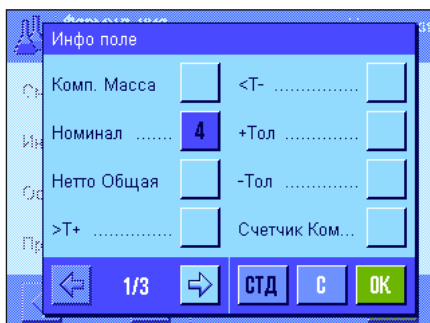 Инфо поле
Комп. Масса
<T- ...............
Номинал ....... 4
+Тол ............
Нетто Общая
-Тол ............
>T+ ..............
Счетчик Ком...
1/3 СТД C OK